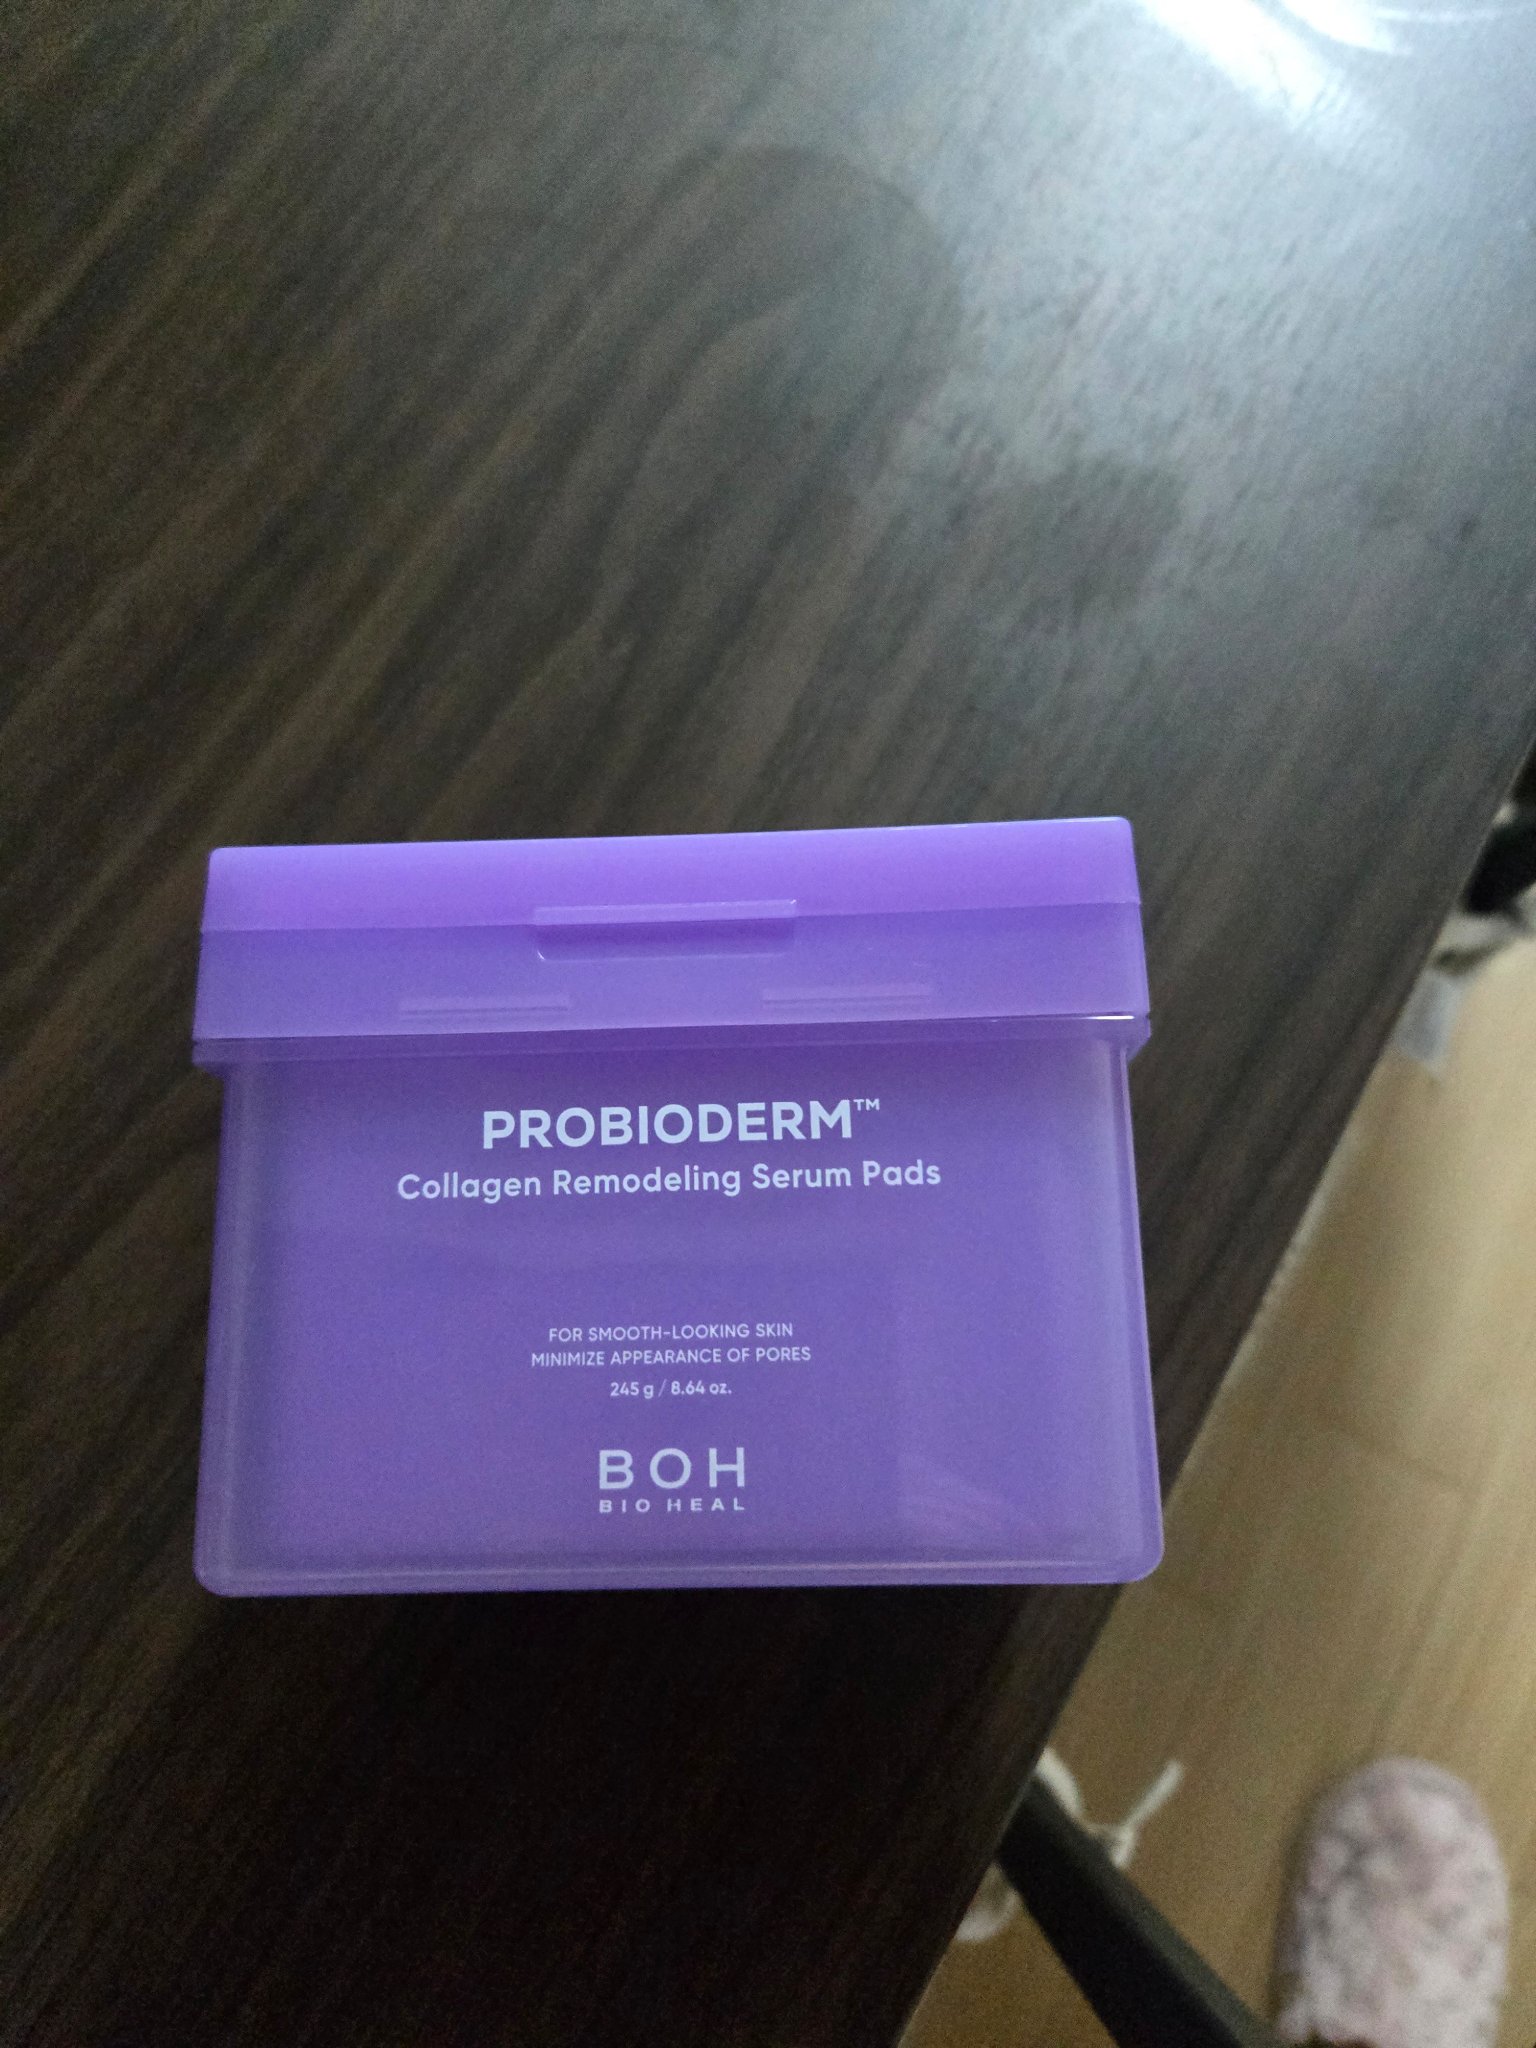 PROBIODERM™
Collagen Remodeling Serum Pads
FOR SMOOTH-LOOKING SKIN
MINIMIZE APPEARANCE OF PORES
245 g / 8.64 oz.
BOH
BIO HEAL